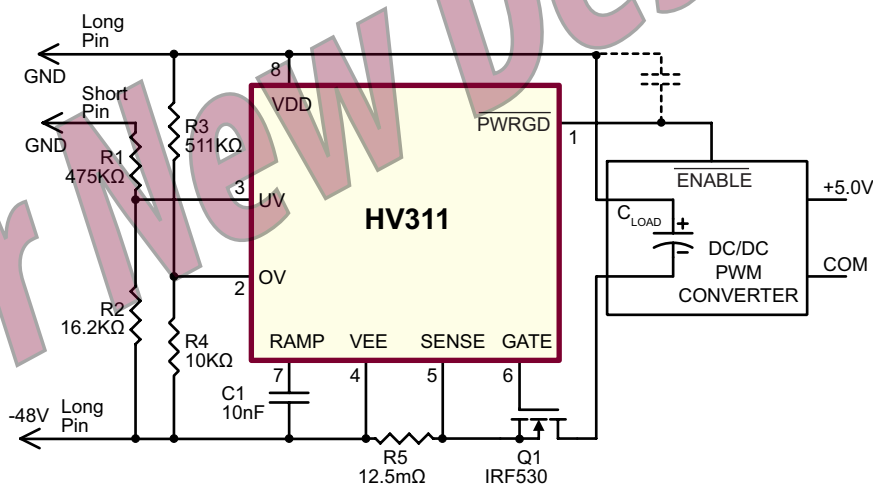 Long
Pin
GND
Short
Pin
GND
R3
511KΩ
R1
475KΩ
8
VDD
PWRGD
1
3
UV
HV311
2
OV
ENABLE
+5.0V
CLOAD
+
-
DC/DC
PWM
CONVERTER
COM
R2
16.2KΩ
R4
10KΩ
RAMP
VEE
SENSE
GATE
7
4
5
6
C1
10nF
-48V
Long
Pin
R5
12.5mΩ
Q1
IRF530
r New Des